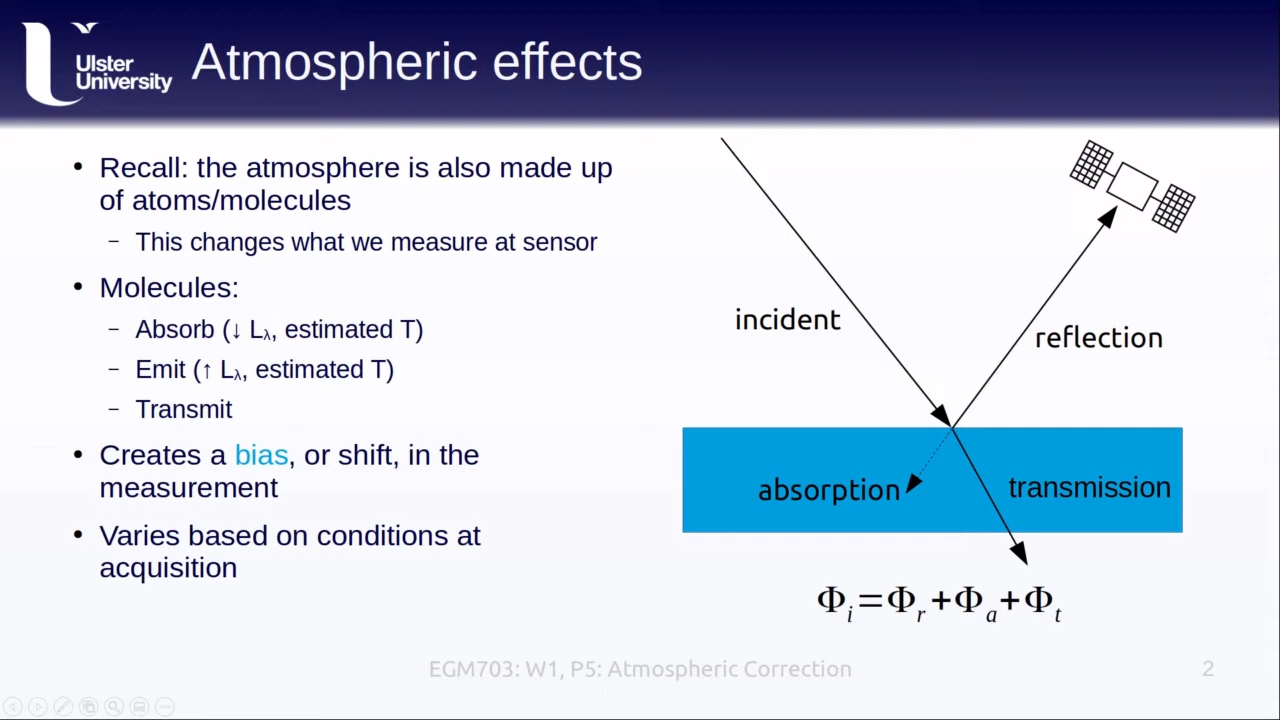 Ulster
University
Atmospheric effects
• Recall: the atmosphere is also made up
of atoms/molecules
– This changes what we measure at sensor
• Molecules:
– Absorb (↓ Lλ, estimated T)
– Emit (↑ Lλ, estimated T)
– Transmit
• Creates a bias, or shift, in the
measurement
• Varies based on conditions at
acquisition
incident
reflection
absorption
transmission
Φi=Φr+Φa+Φt
EGM703: W1, P5: Atmospheric Correction
2